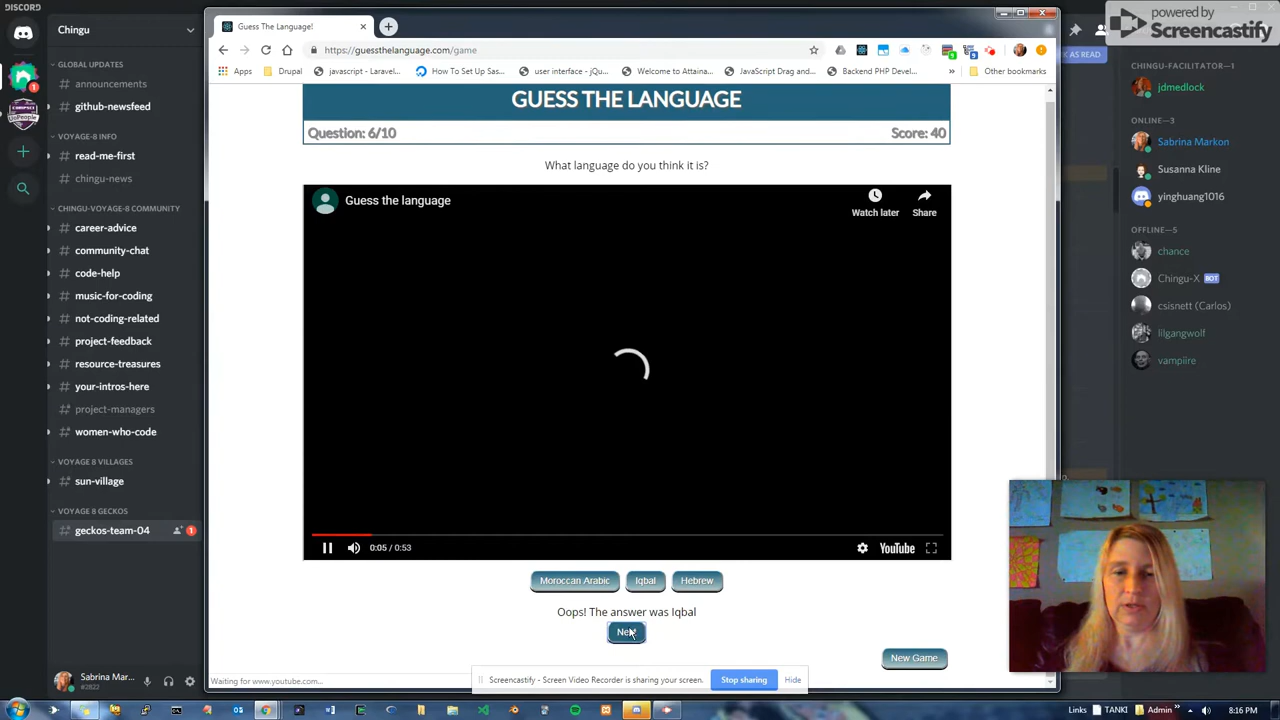 DISCORD
Chingu
GLOBAL UPDATES
announcements
github-newsfeed
VOYAGE-8 INFO
read-me-first
chingu-news
CHINGU-VOYAGE-8 COMMUNITY
career-advice
community-chat
code-help
music-for-coding
not-coding-related
project-feedback
resource-treasures
your-intros-here
project-managers
women-who-code
VOYAGE 8 VILLAGES
sun-village
VOYAGE 8 GECKOS
geckos-team-04
1
Sabrina Mar...
#2822
Guess The Language!
https://guessthelanguage.com/game
Apps
Drupal
javascript - Laravel...
How To Set Up Sas...
user interface - jQu...
Welcome to Attaina...
JavaScript Drag and...
Backend PHP Devel...
»
Other bookmarks
GUESS THE LANGUAGE
Question: 6/10
Score: 40
What language do you think it is?
Guess the language
Watch later
Share
0:05 / 0:53
YouTube
Moroccan Arabic
Iqbal
Hebrew
Oops! The answer was Iqbal
New Game
Waiting for www.youtube.com...
Screencastify - Screen Video Recorder is sharing your screen.
Stop sharing
Hide
powered by
Screencastify
AS READ
CHINGU-FACILITATOR—1
jdmedlock
ONLINE—3
Sabrina Markon
Susanna Kline
yinghuang1016
OFFLINE—5
chance
Chingu-X BOT
csisnett (Carlos)
lilgangwolf
vampiire
Links
TANKI
Admin
8:16 PM